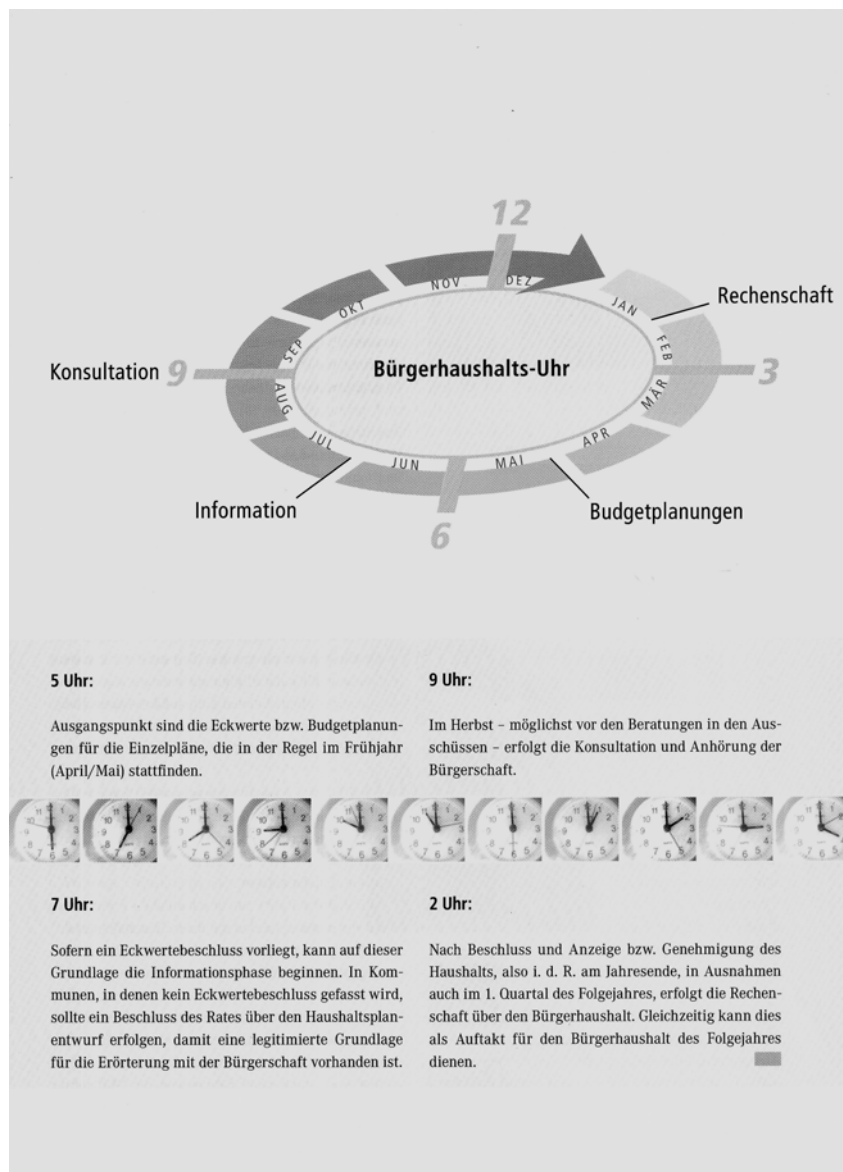 12
NOV
DEZ
OKT
JAN
Rechenschaft
SEP
FEB
Konsultation 9
Bürgerhaushalts-Uhr
3
AUG
MÄR
JUL
APR
JUN
MAI
Information
Budgetplanungen
6
5 Uhr:
Ausgangspunkt sind die Eckwerte bzw. Budgetplanun-
gen für die Einzelpläne, die in der Regel im Frühjahr
(April/Mai) stattfinden.
9 Uhr:
Im Herbst – möglichst vor den Beratungen in den Aus-
schüssen – erfolgt die Konsultation und Anhörung der
Bürgerschaft.
7 Uhr:
Sofern ein Eckwertebeschluss vorliegt, kann auf dieser
Grundlage die Informationsphase beginnen. In Kom-
munen, in denen kein Eckwertebeschluss gefasst wird,
sollte ein Beschluss des Rates über den Haushaltsplan-
entwurf erfolgen, damit eine legitimierte Grundlage
für die Erörterung mit der Bürgerschaft vorhanden ist.
2 Uhr:
Nach Beschluss und Anzeige bzw. Genehmigung des
Haushalts, also i. d. R. am Jahresende, in Ausnahmen
auch im 1. Quartal des Folgejahres, erfolgt die Rechen-
schaft über den Bürgerhaushalt. Gleichzeitig kann dies
als Auftakt für den Bürgerhaushalt des Folgejahres
dienen.